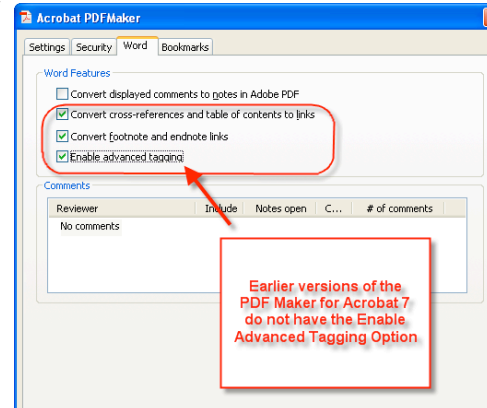 Acrobat PDFMaker
Settings Security Word Bookmarks
Word Features
Convert displayed comments to notes in Adobe PDF
Convert cross-references and table of contents to links
Convert footnote and endnote links
Enable advanced tagging
Comments
Reviewer Include Notes open C... # of comments
No comments
Earlier versions of the
PDF Maker for Acrobat 7
do not have the Enable
Advanced Tagging Option